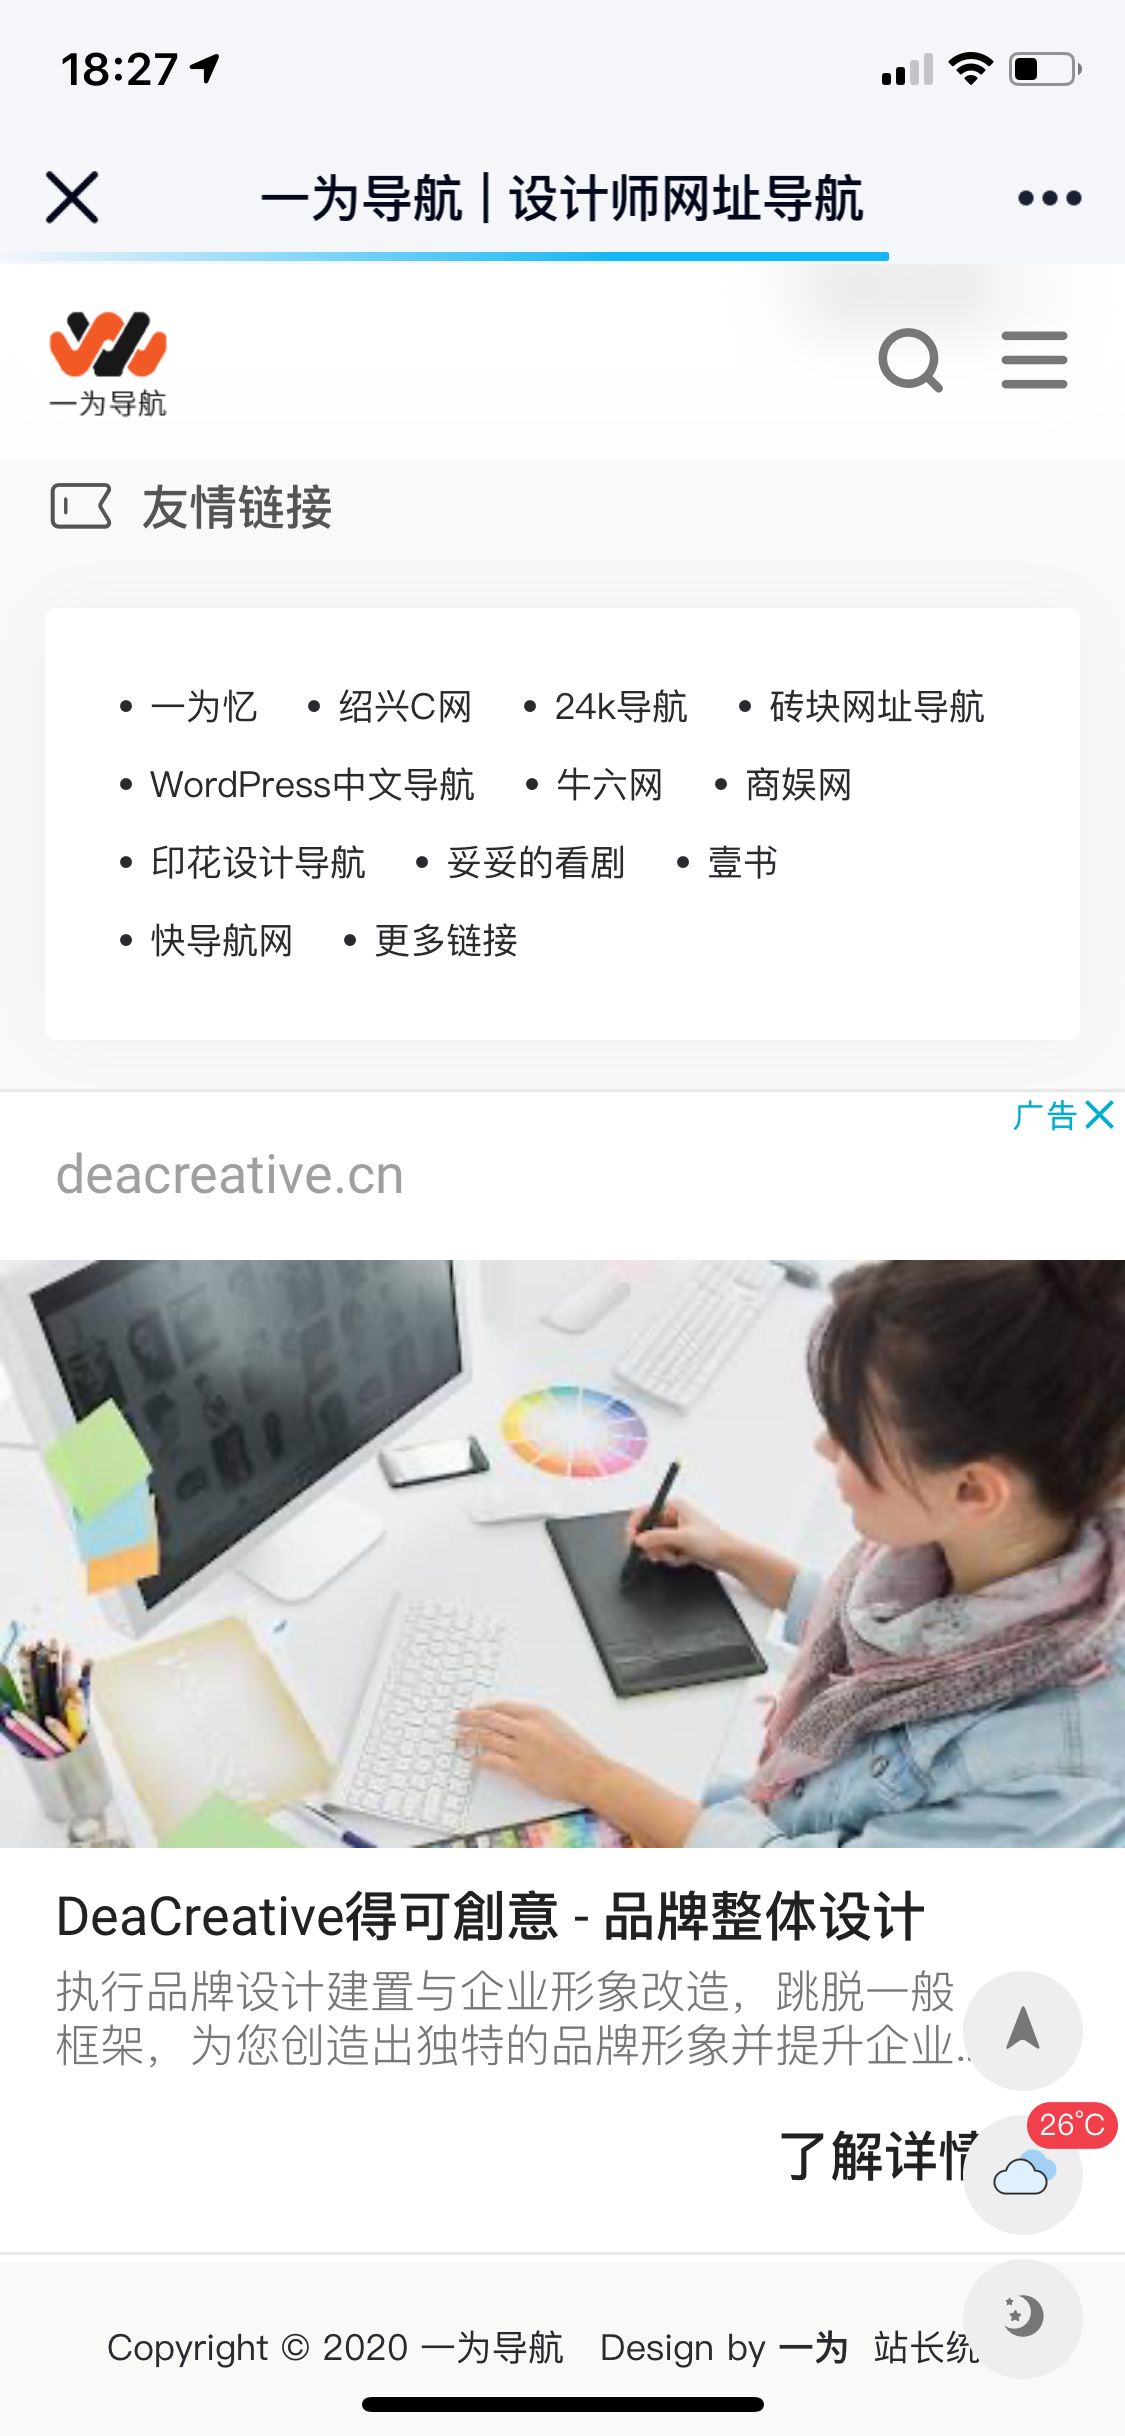 18:27
一为导航 | 设计师网址导航
一为导航
友情链接
一为忆 绍兴C网 24k导航 砖块网址导航
WordPress中文导航 牛六网 商娱网
印花设计导航 妥妥的看剧 壹书
快导航网 更多链接
广告
deacreative.cn
DeaCreative得可創意 - 品牌整体设计
执行品牌设计建置与企业形象改造，跳脱一般
框架，为您创造出独特的品牌形象并提升企业...
26℃
了解详情
Copyright © 2020 一为导航 Design by 一为 站长统